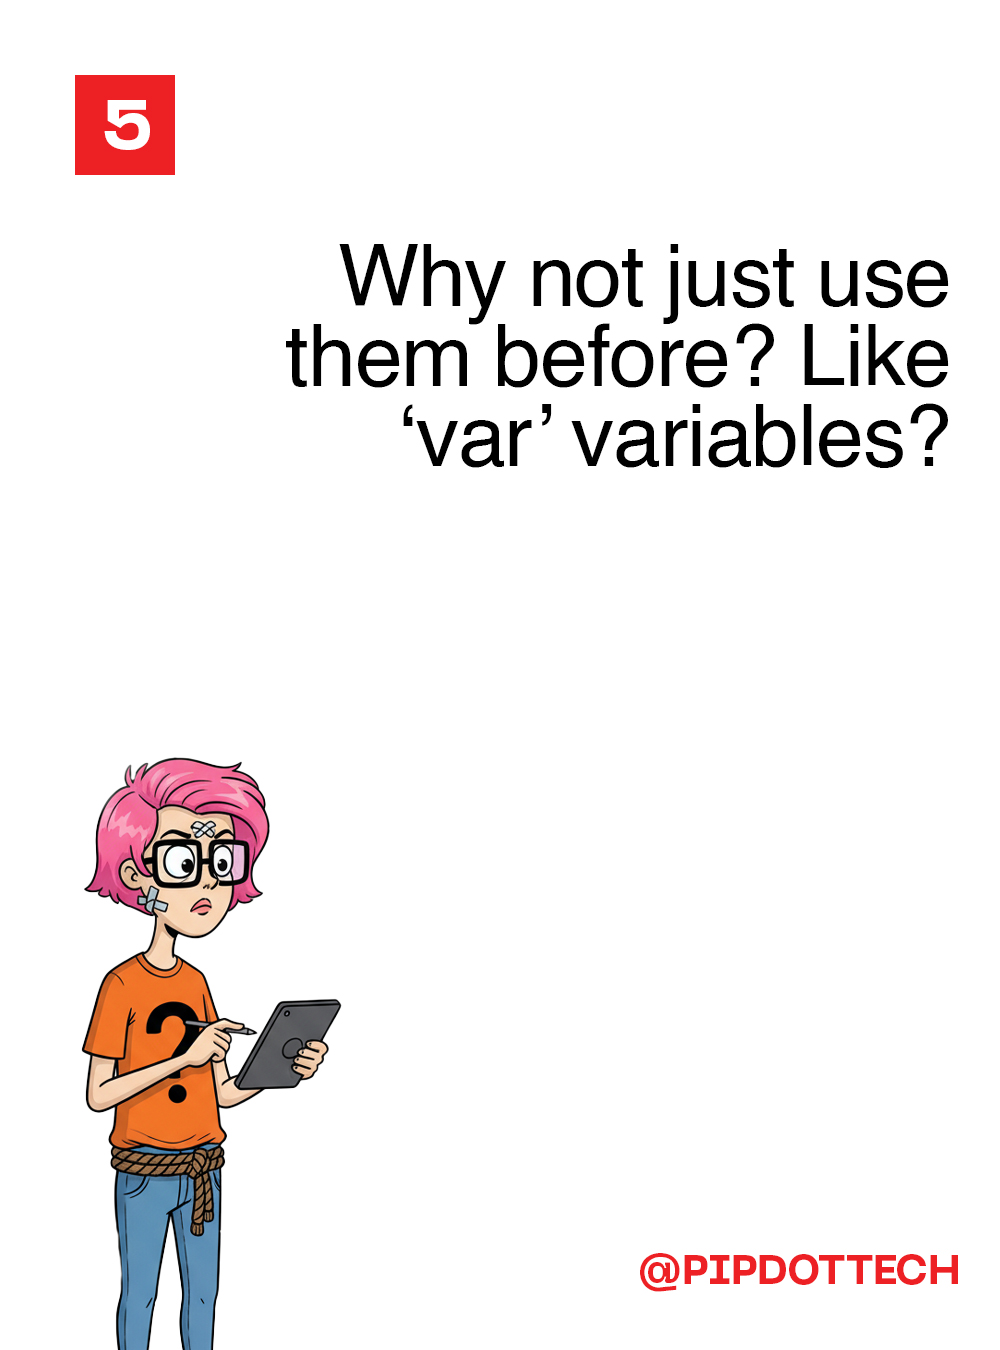 5
Why not just use
them before? Like
‘var’ variables?
?
@PIPDOTTECH